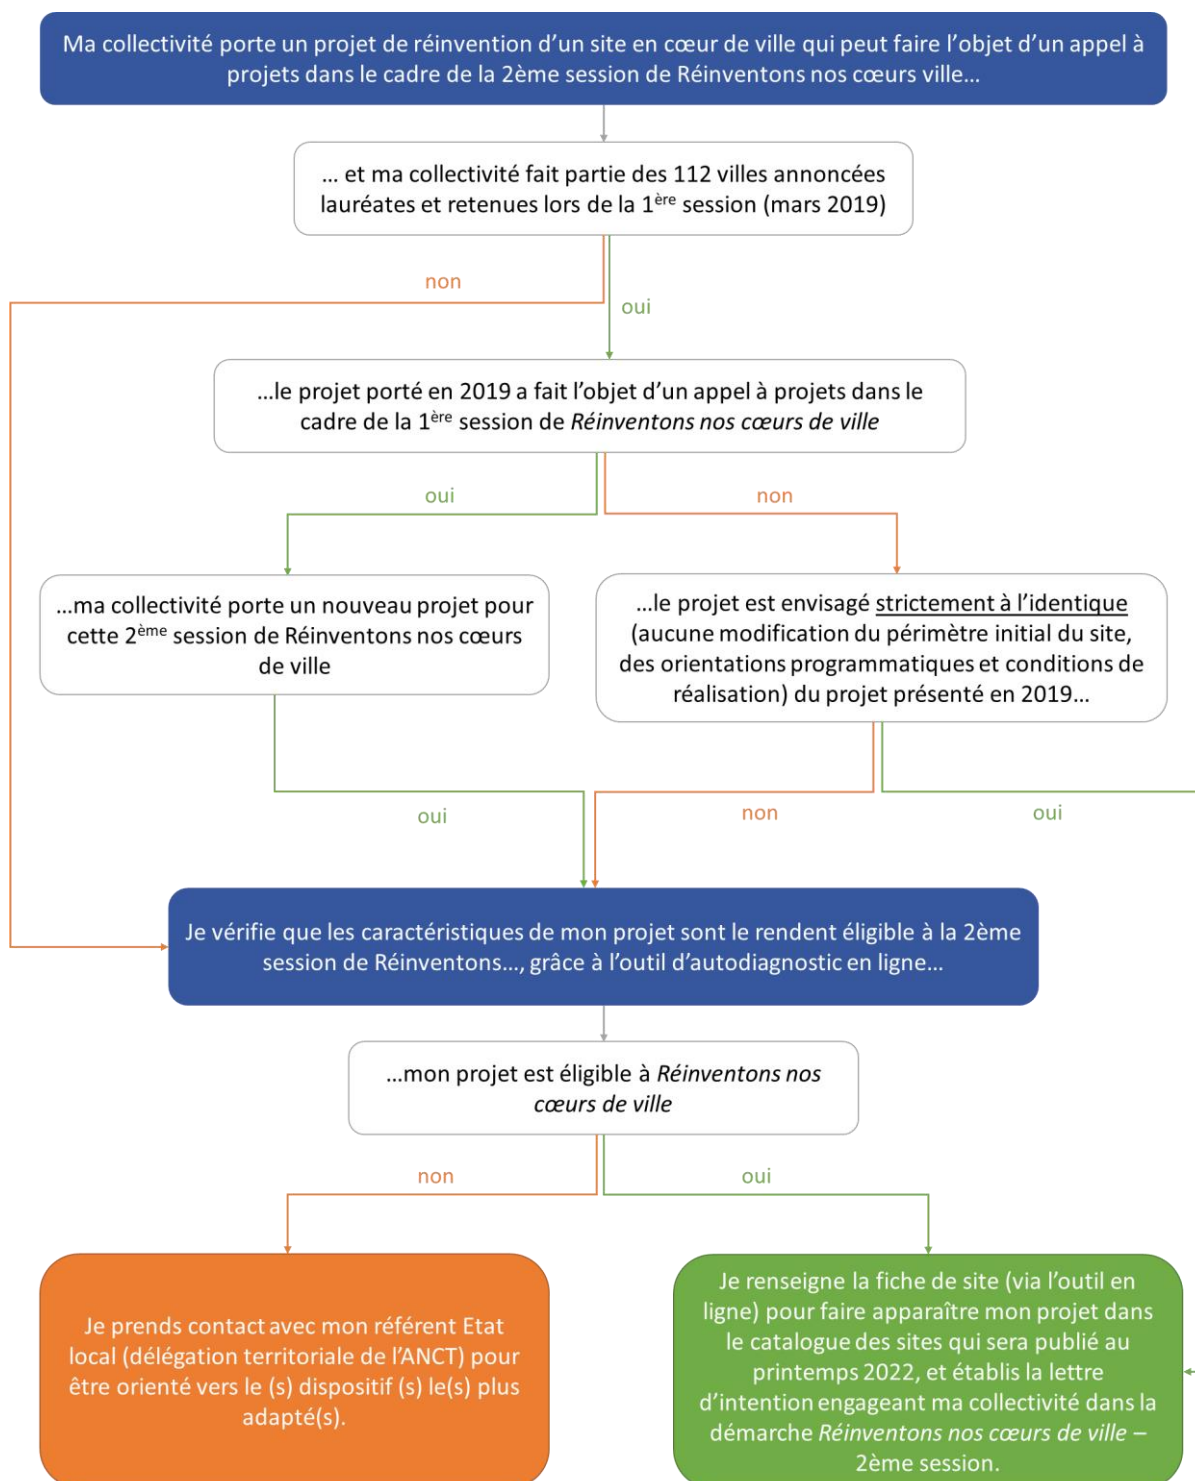 Ma collectivité porte un projet de réinvention d’un site en cœur de ville qui peut faire l’objet d’un appel à
projets dans le cadre de la 2ème session de Réinventons nos cœurs ville…
… et ma collectivité fait partie des 112 villes annoncées
lauréates et retenues lors de la 1ère session (mars 2019)
non
oui
…le projet porté en 2019 a fait l’objet d’un appel à projets dans le
cadre de la 1ère session de Réinventons nos cœurs de ville
oui
non
…ma collectivité porte un nouveau projet pour
cette 2ème session de Réinventons nos cœurs
de ville
…le projet est envisagé strictement à l’identique
(aucune modification du périmètre initial du site,
des orientations programmatiques et conditions de
réalisation) du projet présenté en 2019…
oui
non
oui
Je vérifie que les caractéristiques de mon projet sont le rendent éligible à la 2ème
session de Réinventons…, grâce à l’outil d’autodiagnostic en ligne…
…mon projet est éligible à Réinventons nos
cœurs de ville
non
oui
Je prends contact avec mon référent Etat
local (délégation territoriale de l’ANCT) pour
être orienté vers le (s) dispositif (s) le(s) plus
adapté(s).
Je renseigne la fiche de site (via l’outil en
ligne) pour faire apparaître mon projet dans
le catalogue des sites qui sera publié au
printemps 2022, et établis la lettre
d’intention engageant ma collectivité dans la
démarche Réinventons nos cœurs de ville –
2ème session.